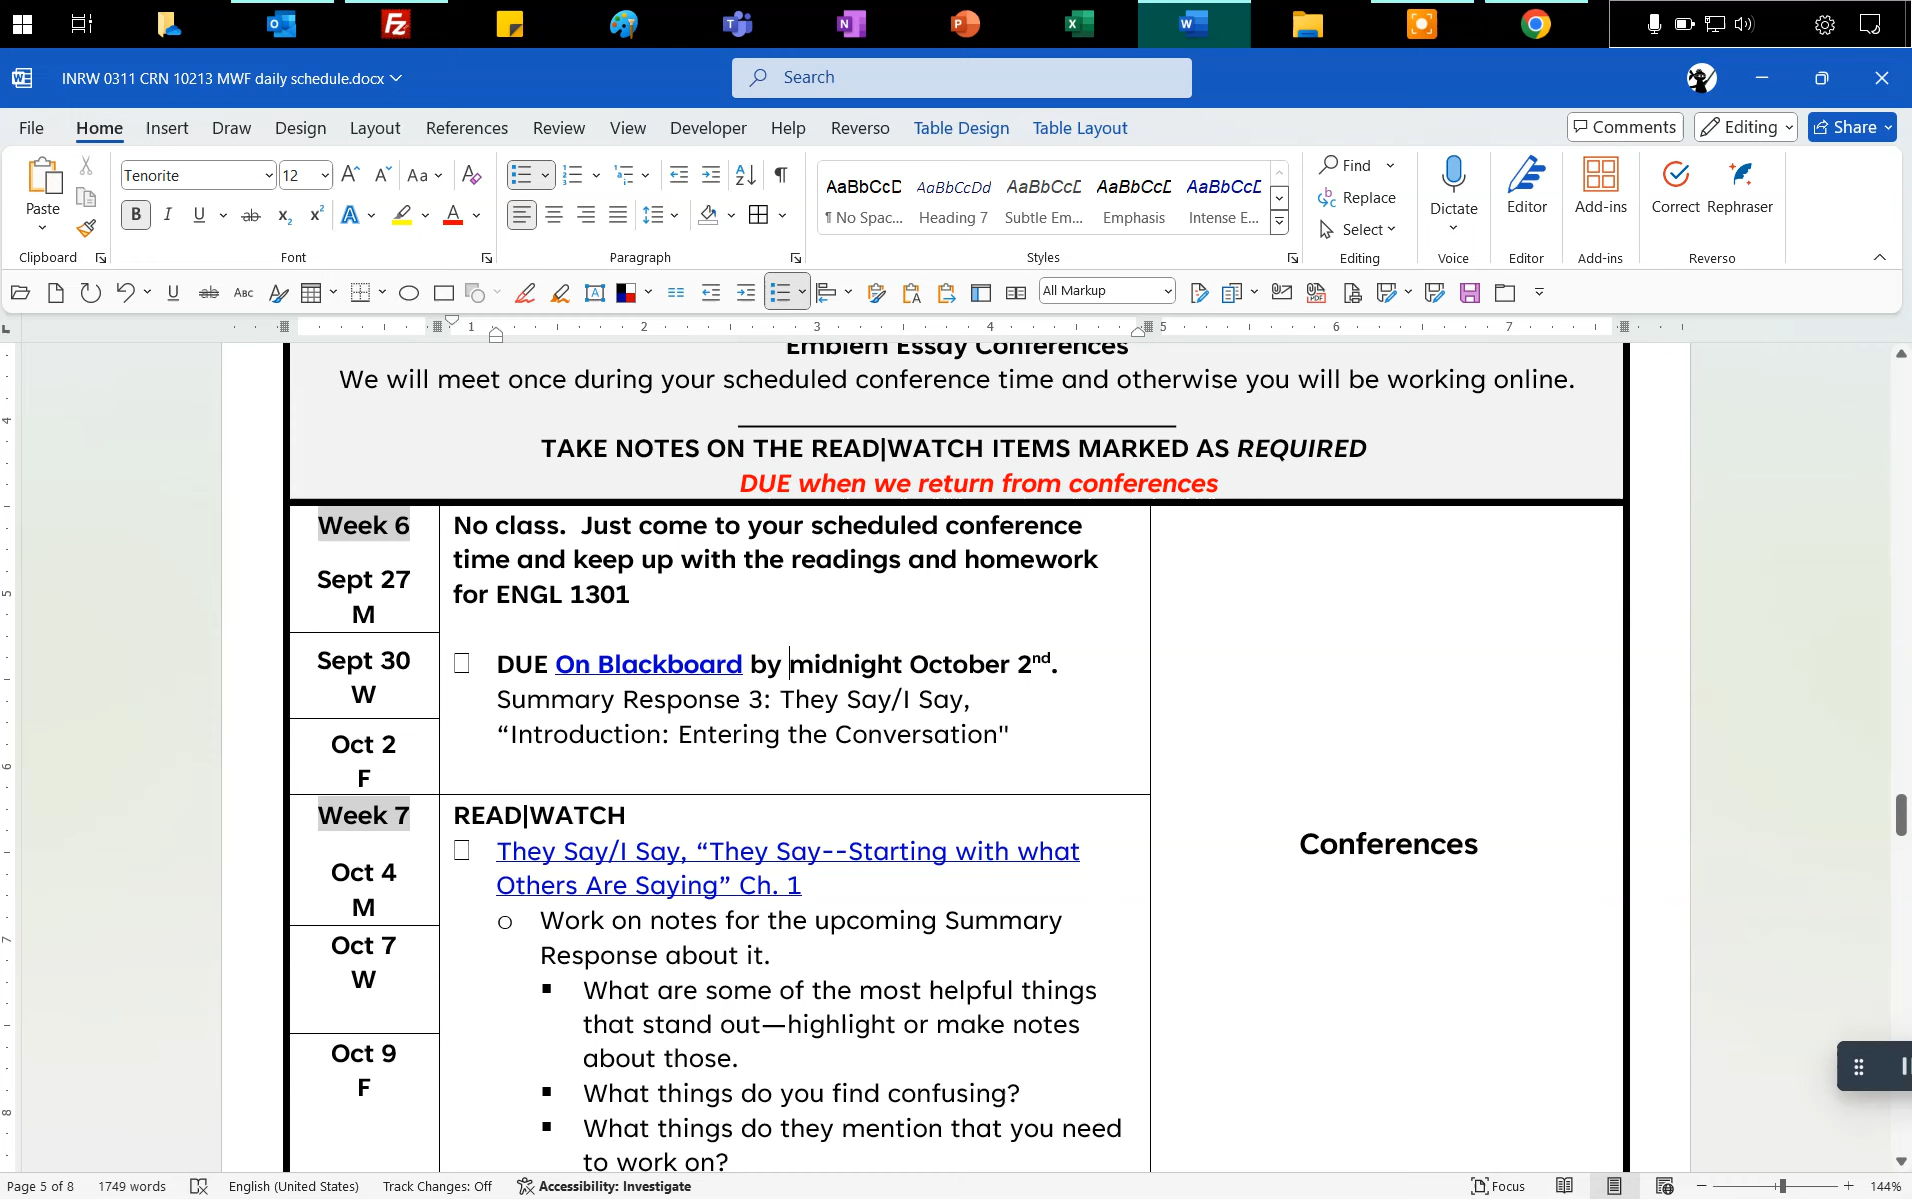 INRW 0311 CRN 10213 MWF daily schedule.docx
Search
File Home Insert Draw Design Layout References Review View Developer Help Reverso Table Design Table Layout
Comments Editing Share
Paste
Clipboard
Tenorite 12
Font
Paragraph
AaBbCcD AaBbCcDd AaBbCcD AaBbCcD AaBbCcD
¶ No Spac... Heading 7 Subtle Em... Emphasis Intense E...
Styles
Find
Replace
Select
Editing
Dictate
Voice
Editor
Editor
Add-ins
Add-ins
Correct Rephraser
Reverso
All Markup
1 2 3 4 5 6 7
Emblem Essay Conferences
We will meet once during your scheduled conference time and otherwise you will be working online.
TAKE NOTES ON THE READ|WATCH ITEMS MARKED AS REQUIRED
DUE when we return from conferences
Week 6
Sept 27
M
Sept 30
W
Oct 2
F
No class. Just come to your scheduled conference
time and keep up with the readings and homework
for ENGL 1301
DUE On Blackboard by midnight October 2nd.
Summary Response 3: They Say/I Say,
“Introduction: Entering the Conversation"
Week 7
Oct 4
M
Oct 7
W
Oct 9
F
READ|WATCH
They Say/I Say, “They Say--Starting with what
Others Are Saying” Ch. 1
o Work on notes for the upcoming Summary
Response about it.
▪ What are some of the most helpful things
that stand out—highlight or make notes
about those.
▪ What things do you find confusing?
▪ What things do they mention that you need
to work on?
Conferences
Page 5 of 8 1749 words English (United States) Track Changes: Off Accessibility: Investigate Focus 144%